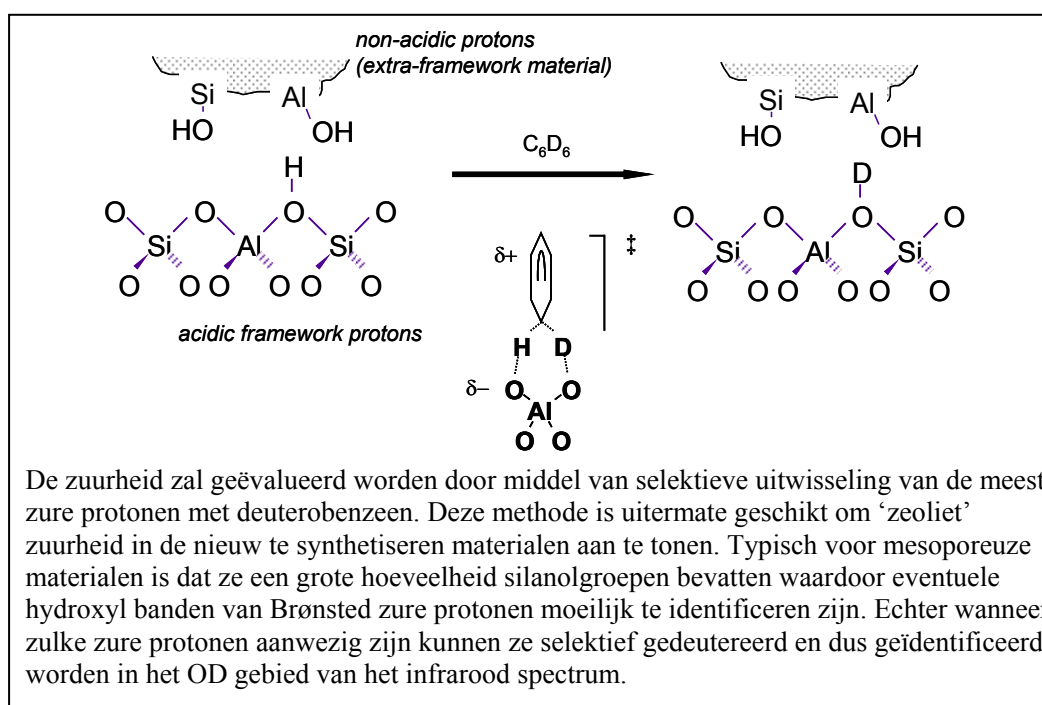 non-acidic protons
(extra-framework material)
Si Al
HO OH
H
O O O O
Si Al Si
O O O O O O
acidic framework protons
C₆D₆
δ+
‡
H D
δ− O O
Al
O O
Si Al
HO OH
D
O O O O
Si Al Si
O O O O O O
De zuurheid zal geëvalueerd worden door middel van selektieve uitwisseling van de meest
zure protonen met deuterobenzeen. Deze methode is uitermate geschikt om ‘zeoliet’
zuurheid in de nieuw te synthetiseren materialen aan te tonen. Typisch voor mesoporeuze
materialen is dat ze een grote hoeveelheid silanolgroepen bevatten waardoor eventuele
hydroxyl banden van Brønsted zure protonen moeilijk te identificeren zijn. Echter wannee
zulke zure protonen aanwezig zijn kunnen ze selektief gedeutereerd en dus geïdentificeerd
worden in het OD gebied van het infrarood spectrum.